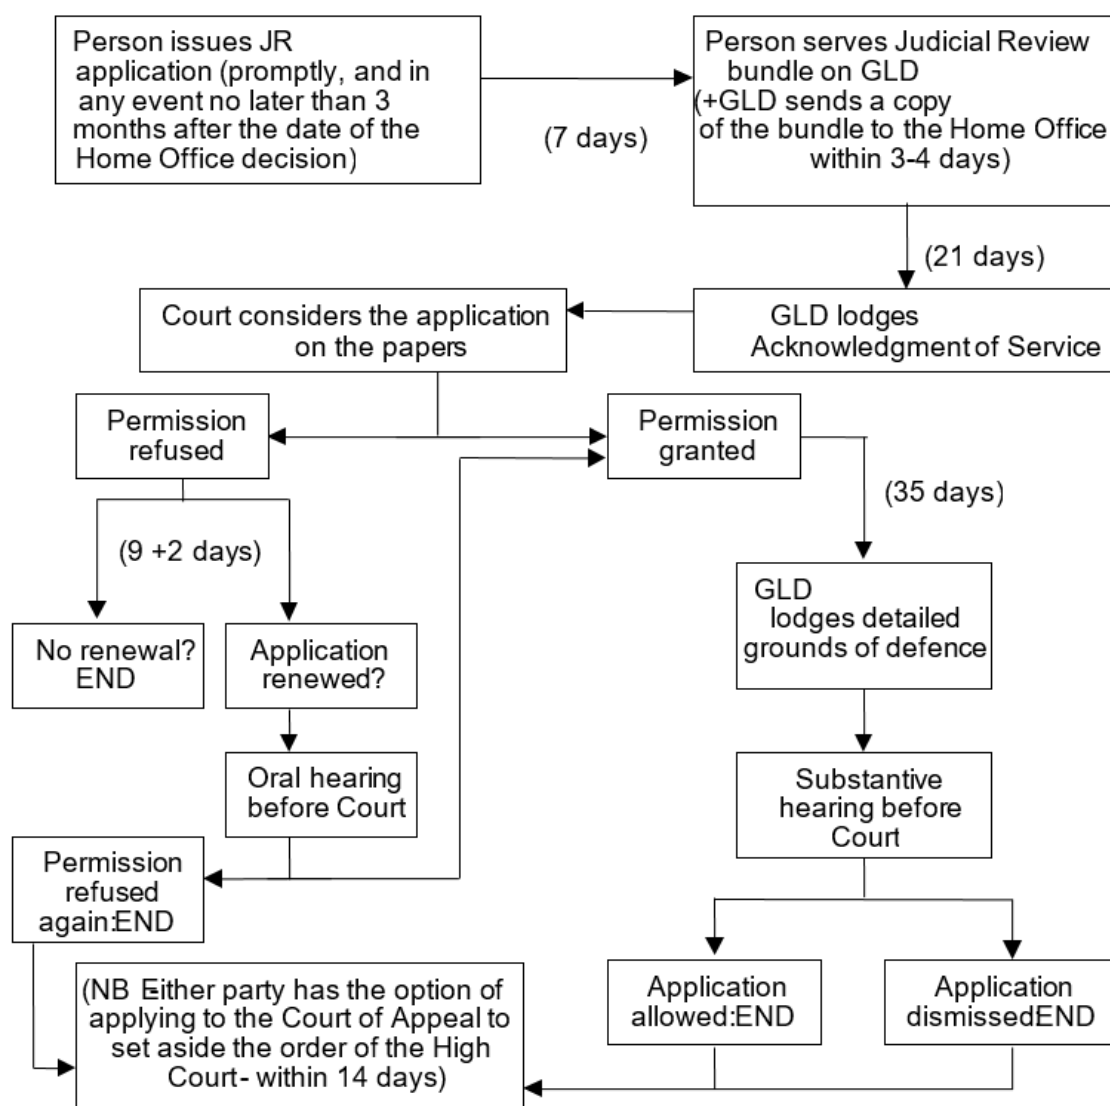 Person issues JR
application (promptly, and in
any event no later than 3
months after the date of the
Home Office decision)
(7 days)
Person serves Judicial Review
bundle on GLD
(+GLD sends a copy
of the bundle to the Home Office
within 3-4 days)
(21 days)
GLD lodges
Acknowledgment of Service
Court considers the application
on the papers
Permission
refused
Permission
granted
(35 days)
(9 +2 days)
No renewal?
END
Application
renewed?
GLD
lodges detailed
grounds of defence
Oral hearing
before Court
Substantive
hearing before
Court
Permission
refused
again:END
Application
allowed:END
Application
dismissed:END
(NB Either party has the option of
applying to the Court of Appeal to
set aside the order of the High
Court- within 14 days)